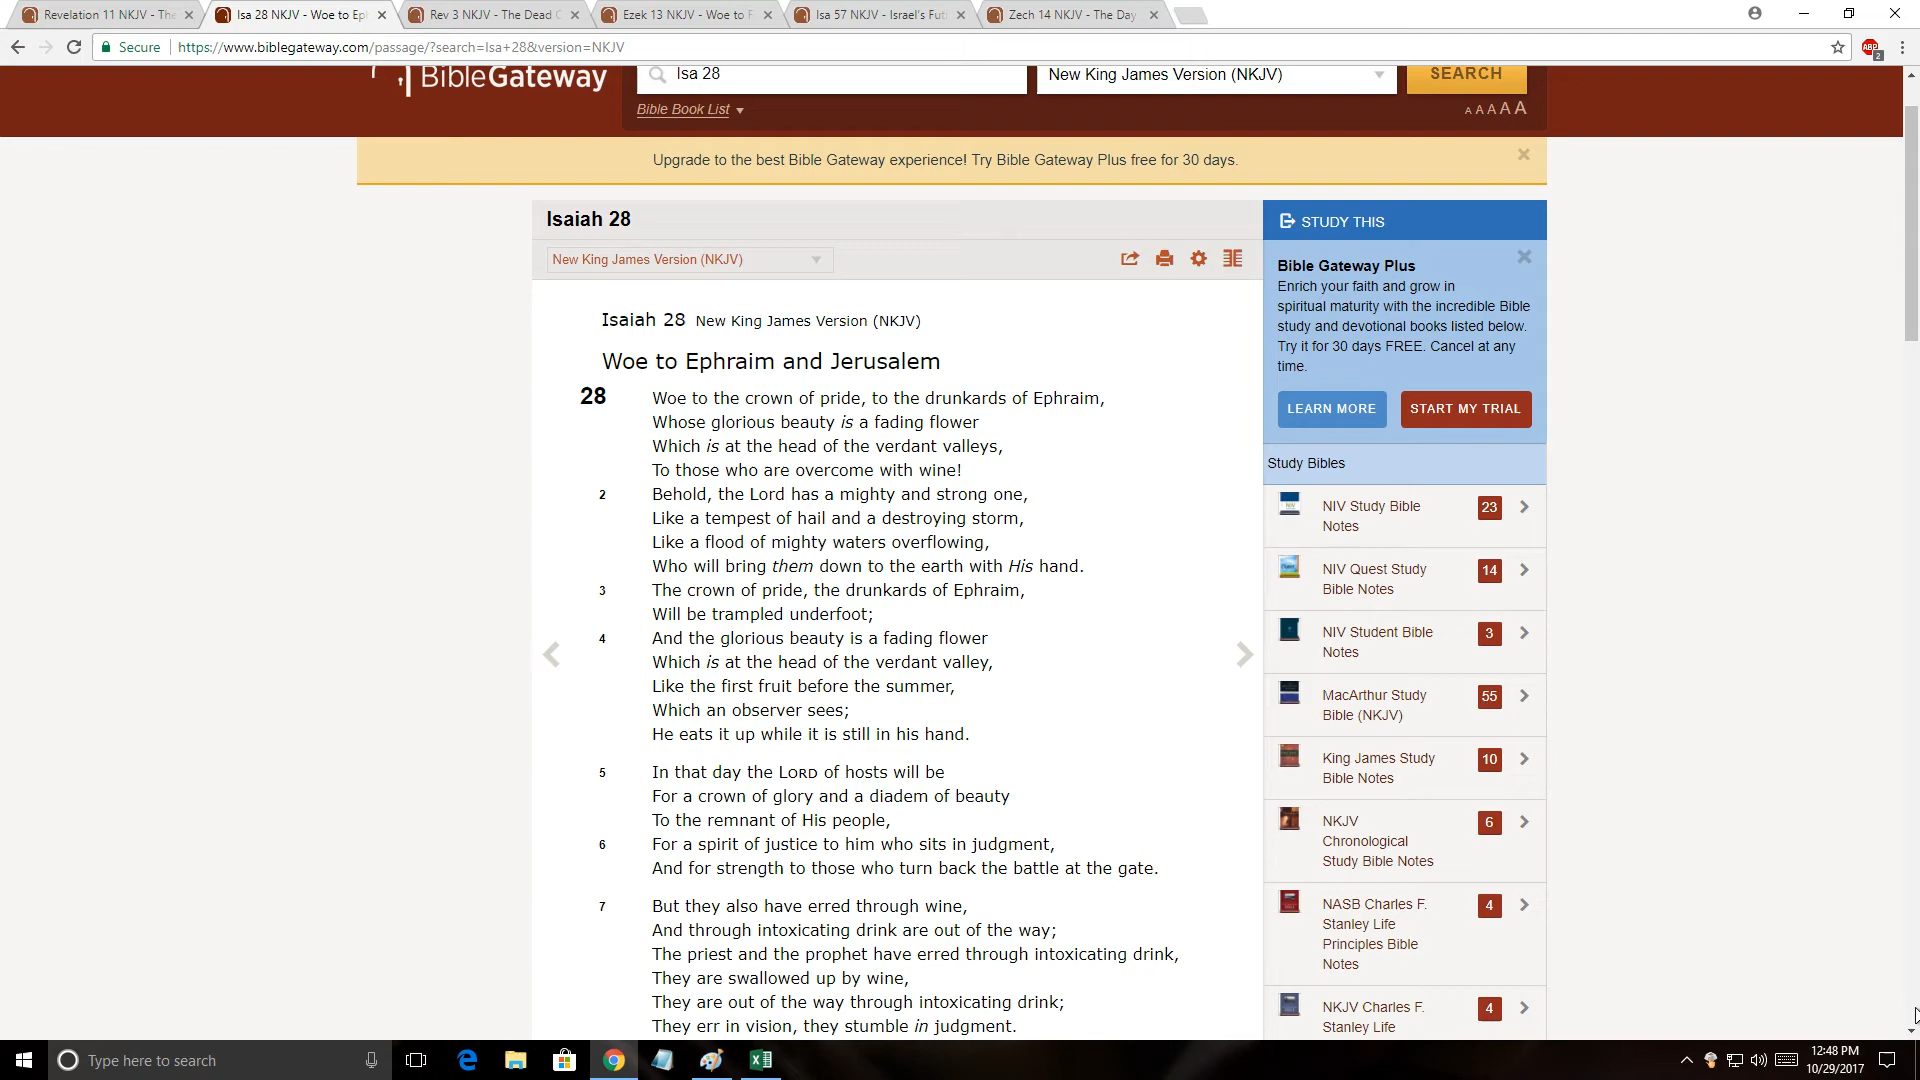 Revelation 11 NKJV - The
Isa 28 NKJV - Woe to Eph
Rev 3 NKJV - The Dead C
Ezek 13 NKJV - Woe to F
Isa 57 NKJV - Israel's Fut
Zech 14 NKJV - The Day
Secure
https://www.biblegateway.com/passage/?search=Isa+28&version=NKJV
ABP
2
BibleGateway
Isa 28
New King James Version (NKJV)
SEARCH
Bible Book List
A A A A A
Upgrade to the best Bible Gateway experience! Try Bible Gateway Plus free for 30 days.
Isaiah 28
New King James Version (NKJV)
Isaiah 28 New King James Version (NKJV)
Woe to Ephraim and Jerusalem
28 Woe to the crown of pride, to the drunkards of Ephraim,
Whose glorious beauty is a fading flower
Which is at the head of the verdant valleys,
To those who are overcome with wine!
2 Behold, the Lord has a mighty and strong one,
Like a tempest of hail and a destroying storm,
Like a flood of mighty waters overflowing,
Who will bring them down to the earth with His hand.
3 The crown of pride, the drunkards of Ephraim,
Will be trampled underfoot;
4 And the glorious beauty is a fading flower
Which is at the head of the verdant valley,
Like the first fruit before the summer,
Which an observer sees;
He eats it up while it is still in his hand.
5 In that day the LORD of hosts will be
For a crown of glory and a diadem of beauty
To the remnant of His people,
6 For a spirit of justice to him who sits in judgment,
And for strength to those who turn back the battle at the gate.
7 But they also have erred through wine,
And through intoxicating drink are out of the way;
The priest and the prophet have erred through intoxicating drink,
They are swallowed up by wine,
They are out of the way through intoxicating drink;
They err in vision, they stumble in judgment.
STUDY THIS
Bible Gateway Plus
Enrich your faith and grow in
spiritual maturity with the incredible Bible
study and devotional books listed below.
Try it for 30 days FREE. Cancel at any
time.
LEARN MORE
START MY TRIAL
Study Bibles
NIV Study Bible
Notes
23
NIV Quest Study
Bible Notes
14
NIV Student Bible
Notes
3
MacArthur Study
Bible (NKJV)
55
King James Study
Bible Notes
10
NKJV
Chronological
Study Bible Notes
6
NASB Charles F.
Stanley Life
Principles Bible
Notes
4
NKJV Charles F.
Stanley Life
4
Type here to search
12:48 PM
10/29/2017